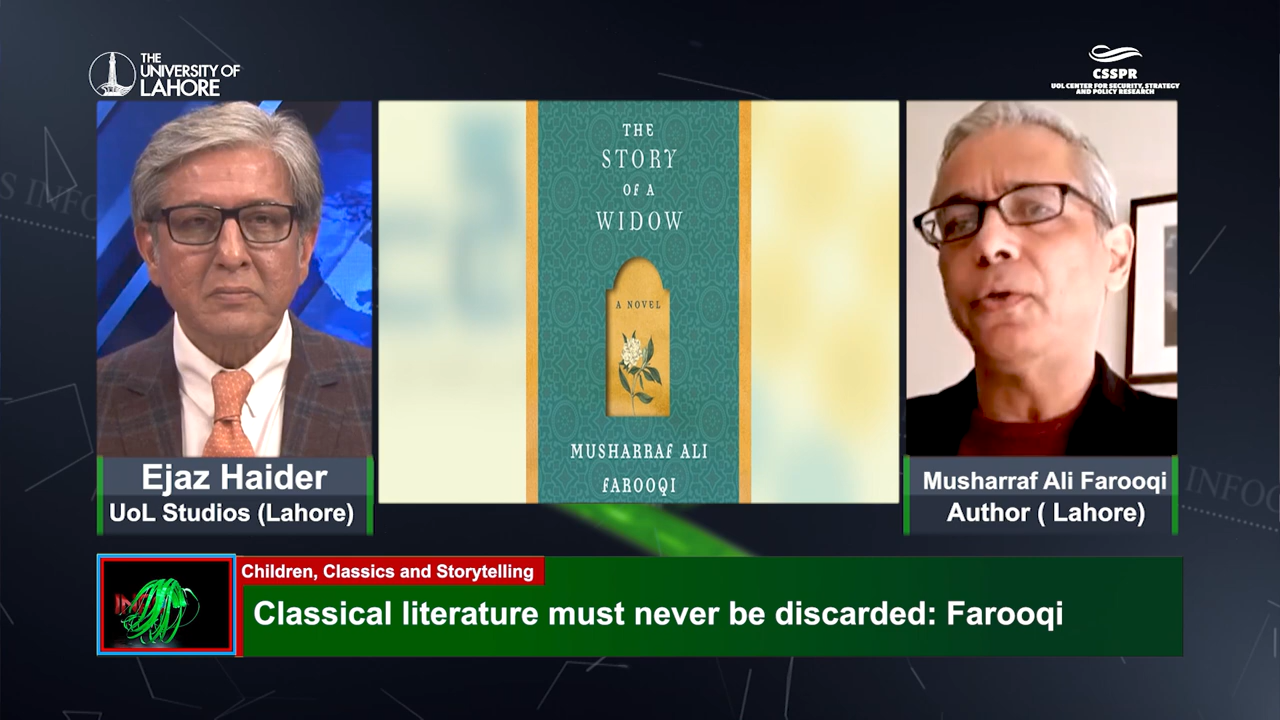 THE
UNIVERSITY OF
LAHORE
CSSPR
UOL CENTER FOR SECURITY, STRATEGY
AND POLICY RESEARCH
THE
STORY
OF A
WIDOW
A NOVEL
MUSHARRAF ALI
FAROOQI
Ejaz Haider
UoL Studios (Lahore)
Musharraf Ali Farooqi
Author ( Lahore)
Children, Classics and Storytelling
Classical literature must never be discarded: Farooqi